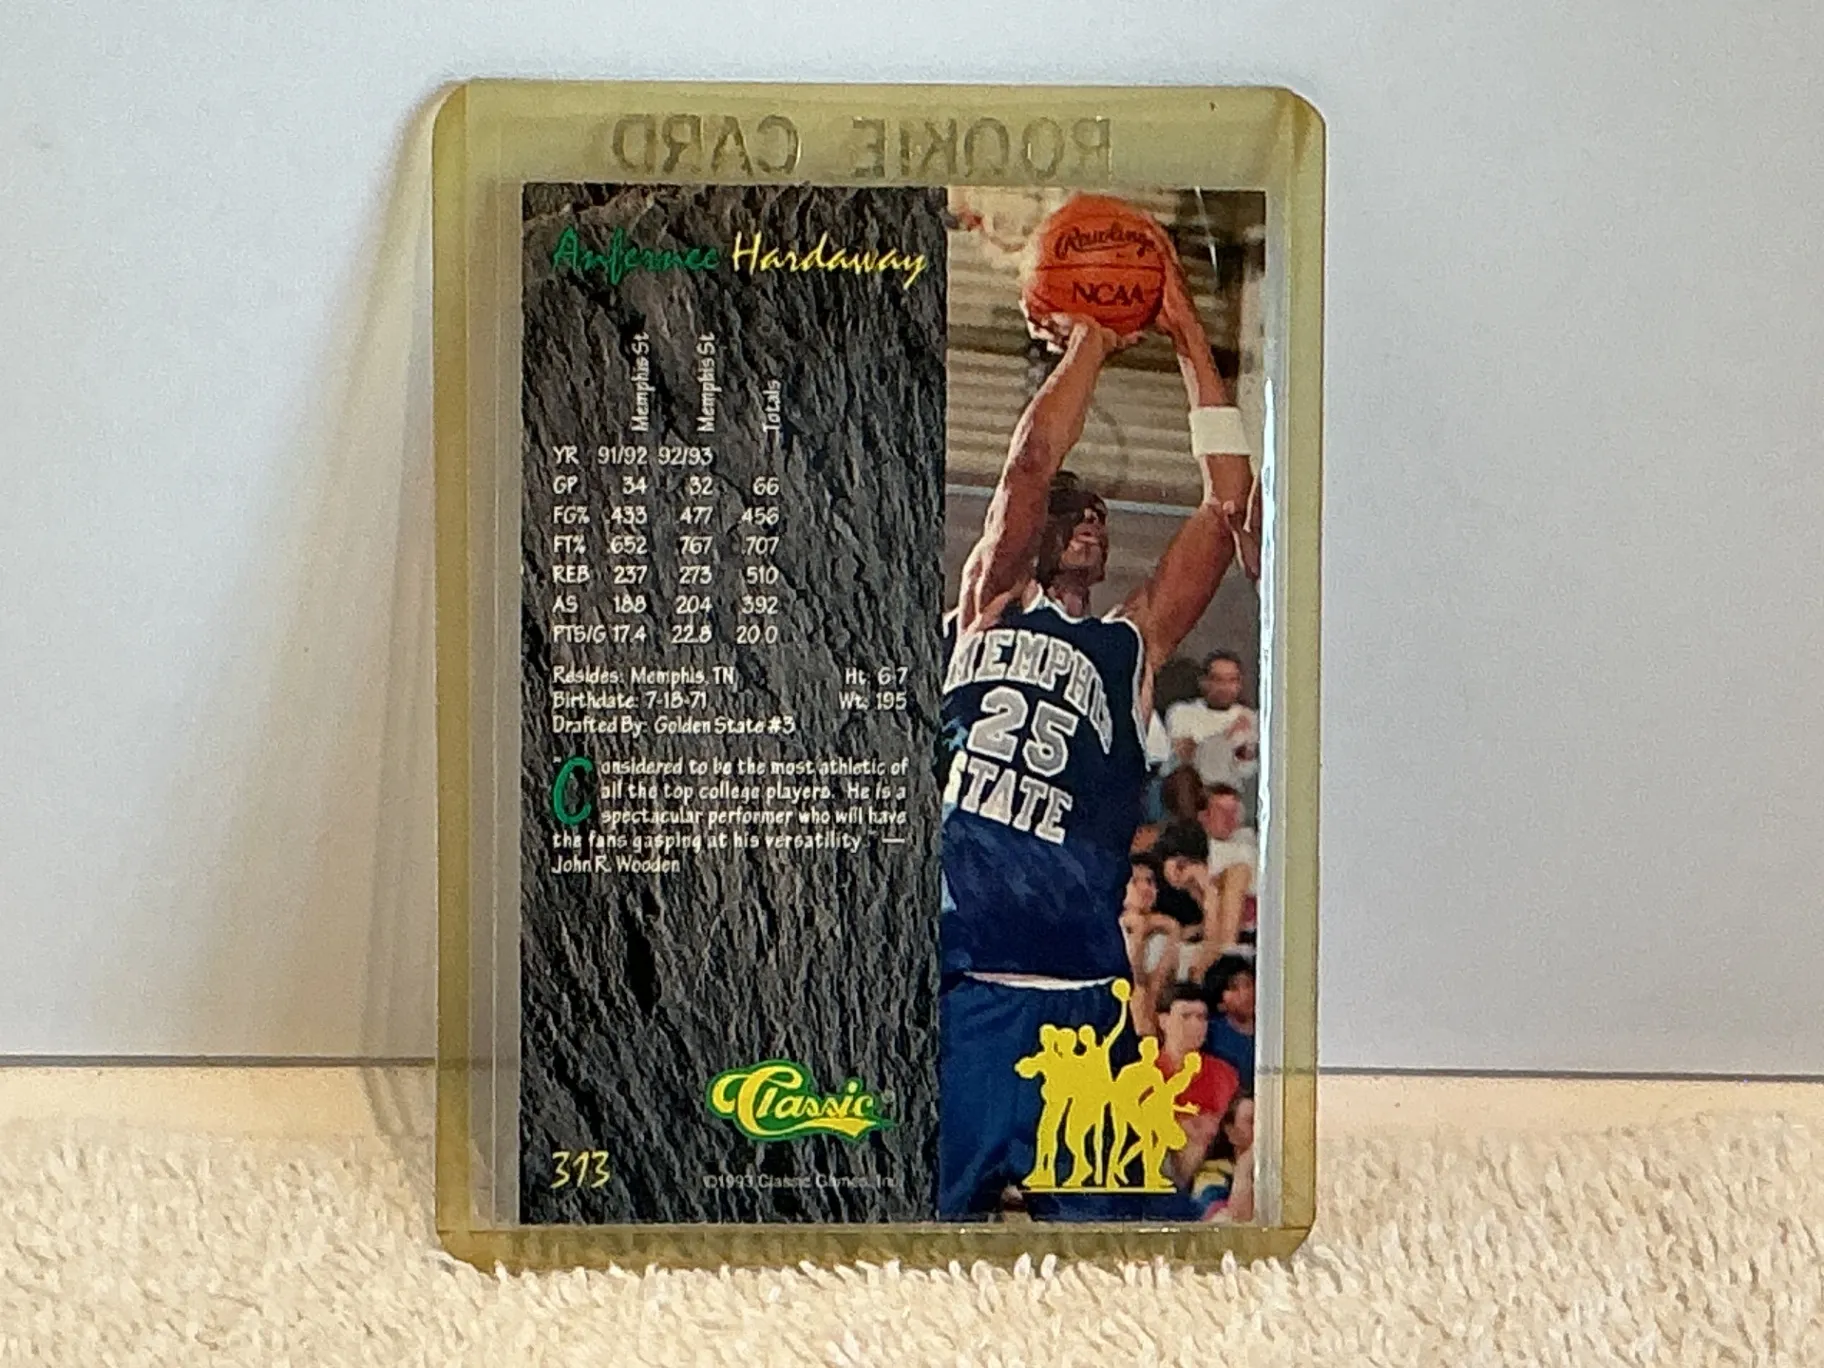 ROOKIE CARD
Anfernee Hardaway
Memphis St Memphis St Totals
YR 91/92 92/93
GP 34 32 66
FG% .433 .477 .456
FT% .652 .767 .707
REB 237 273 510
AS 188 204 392
PTS/G 17.4 22.8 20.0
Resides: Memphis, TN Ht: 6-7
Birthdate: 7-18-71 Wt: 195
Drafted By: Golden State #3
"Considered to be the most athletic of
all the top college players. He is a
spectacular performer who will have
the fans gasping at his versatility." —
John R. Wooden
Classic
313
©1993 Classic Games, Inc.
Rawlings
NCAA
MEMPHIS
25
STATE